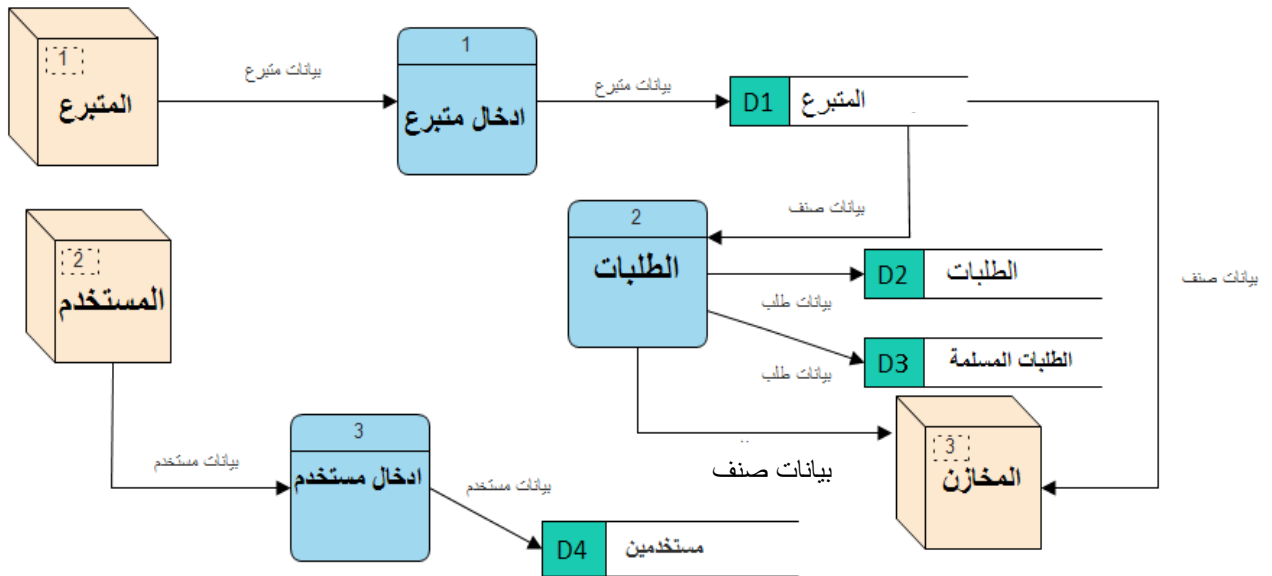 1
المتبرع
بيانات متبرع
1
ادخال متبرع
بيانات متبرع
D1
المتبرع
2
المستخدم
2
الطلبات
بيانات صنف
D2
الطلبات
بيانات طلب
D3
الطلبات المسلمة
بيانات طلب
بيانات صنف
3
المخازن
بيانات صنف
بيانات مستخدم
3
ادخال مستخدم
بيانات مستخدم
D4
مستخدمين